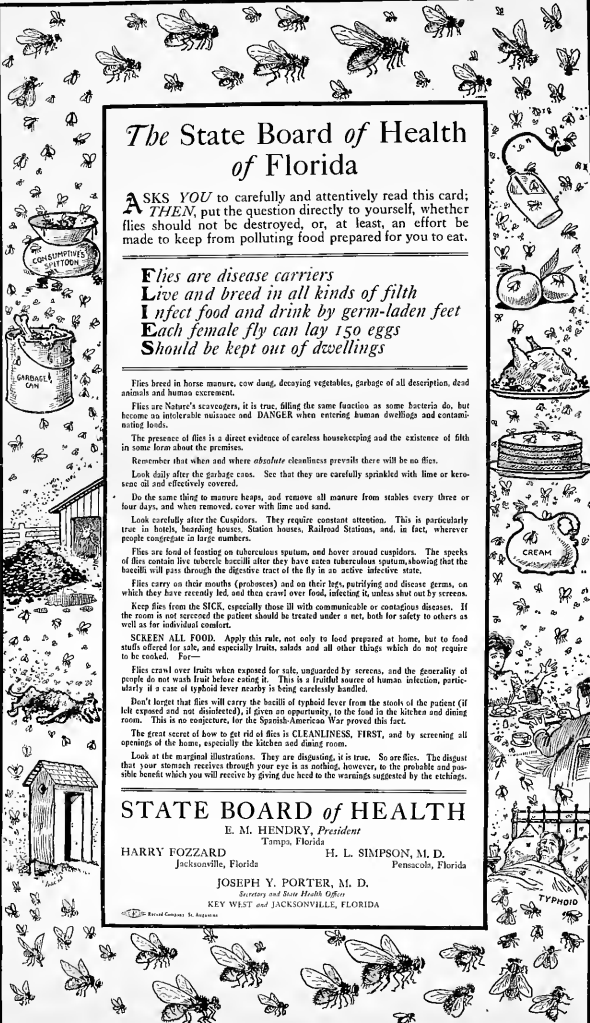 The State Board of Health
of Florida
ASKS YOU to carefully and attentively read this card;
THEN, put the question directly to yourself, whether
flies should not be destroyed, or, at least, an effort be
made to keep from polluting food prepared for you to eat.
Flies are disease carriers
Live and breed in all kinds of filth
Infect food and drink by germ-laden feet
Each female fly can lay 150 eggs
Should be kept out of dwellings
Flies breed in horse manure, cow dung, decaying vegetables, garbage of all description, dead
animals and human excrement.
Flies are Nature's scavengers, it is true, filling the same function as some bacteria do, but
become an intolerable nuisance and DANGER when entering human dwellings and contami-
nating foods.
The presence of flies is a direct evidence of careless housekeeping and the existence of filth
in some form about the premises.
Remember that when and where absolute cleanliness prevails there will be no flies.
Look daily after the garbage cans. See that they are carefully sprinkled with lime or kero-
sene oil and effectively covered.
Do the same thing to manure heaps, and remove all manure from stables every three or
four days, and when removed, cover with lime and sand.
Look carefully after the Cuspidors. They require constant attention. This is particularly
true in hotels, boarding houses, Station houses, Railroad Stations, and, in fact, wherever
people congregate in large numbers.
Flies are fond of feasting on tuberculous sputum, and hover around cuspidors. The specks
of flies contain live tubercle baccilli after they have eaten tuberculous sputum, showing that the
baccilli will pass through the digestive tract of the fly in an active infective state.
Flies carry on their mouths (probosces) and on their legs, putrifying and disease germs, on
which they have recently fed, and then crawl over food, infecting it, unless shut out by screens.
Keep flies from the SICK, especially those ill with communicable or contagious diseases. If
the room is not screened the patient should be treated under a net, both for safety to others as
well as for individual comfort.
SCREEN ALL FOOD. Apply this rule, not only to food prepared at home, but to food
stuffs offered for sale, and especially fruits, salads and all other things which do not require
to be cooked. For—
Flies crawl over fruits when exposed for sale, unguarded by screens, and the generality of
people do not wash fruit before eating it. This is a fruitful source of human infection, partic-
ularly if a case of typhoid fever nearby is being carelessly handled.
Don't forget that flies will carry the bacilli of typhoid fever from the stools of the patient (if
left exposed and not disinfected), if given an opportunity, to the food in the kitchen and dining
room. This is no conjecture, for the Spanish-American War proved this fact.
The great secret of how to get rid of flies is CLEANLINESS, FIRST, and by screening all
openings of the home, especially the kitchen and dining room.
Look at the marginal illustrations. They are disgusting, it is true. So are flies. The disgust
that your stomach receives through your eye is as nothing, however, to the probable and pos-
sible benefit which you will receive by giving due heed to the warnings suggested by the etchings.
STATE BOARD of HEALTH
E. M. HENDRY, President
Tampa, Florida
HARRY FOZZARD
Jacksonville, Florida
H. L. SIMPSON, M. D.
Pensacola, Florida
JOSEPH Y. PORTER, M. D.
Secretary and State Health Officer
KEY WEST and JACKSONVILLE, FLORIDA
Record Company St. Augustine
CONSUMPTIVES
SPITTOON
GARBAGE
CAN
CREAM
TYPHOID